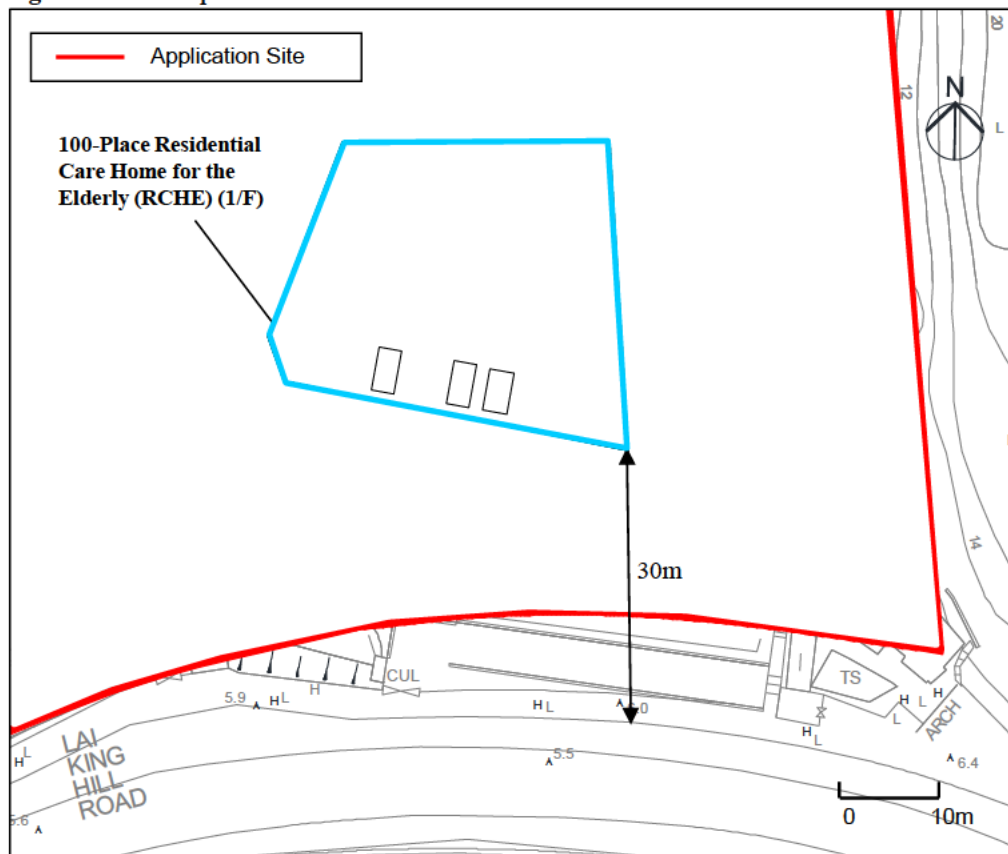 Application Site
100-Place Residential
Care Home for the
Elderly (RCHE) (1/F)
N
20
12
L
14
30m
CUL
TS
H
L
H
L
ARCH
5.9
H L
H
H L
6.4
H L
5.5
LAI
KING
HILL
ROAD
H L
0
10m